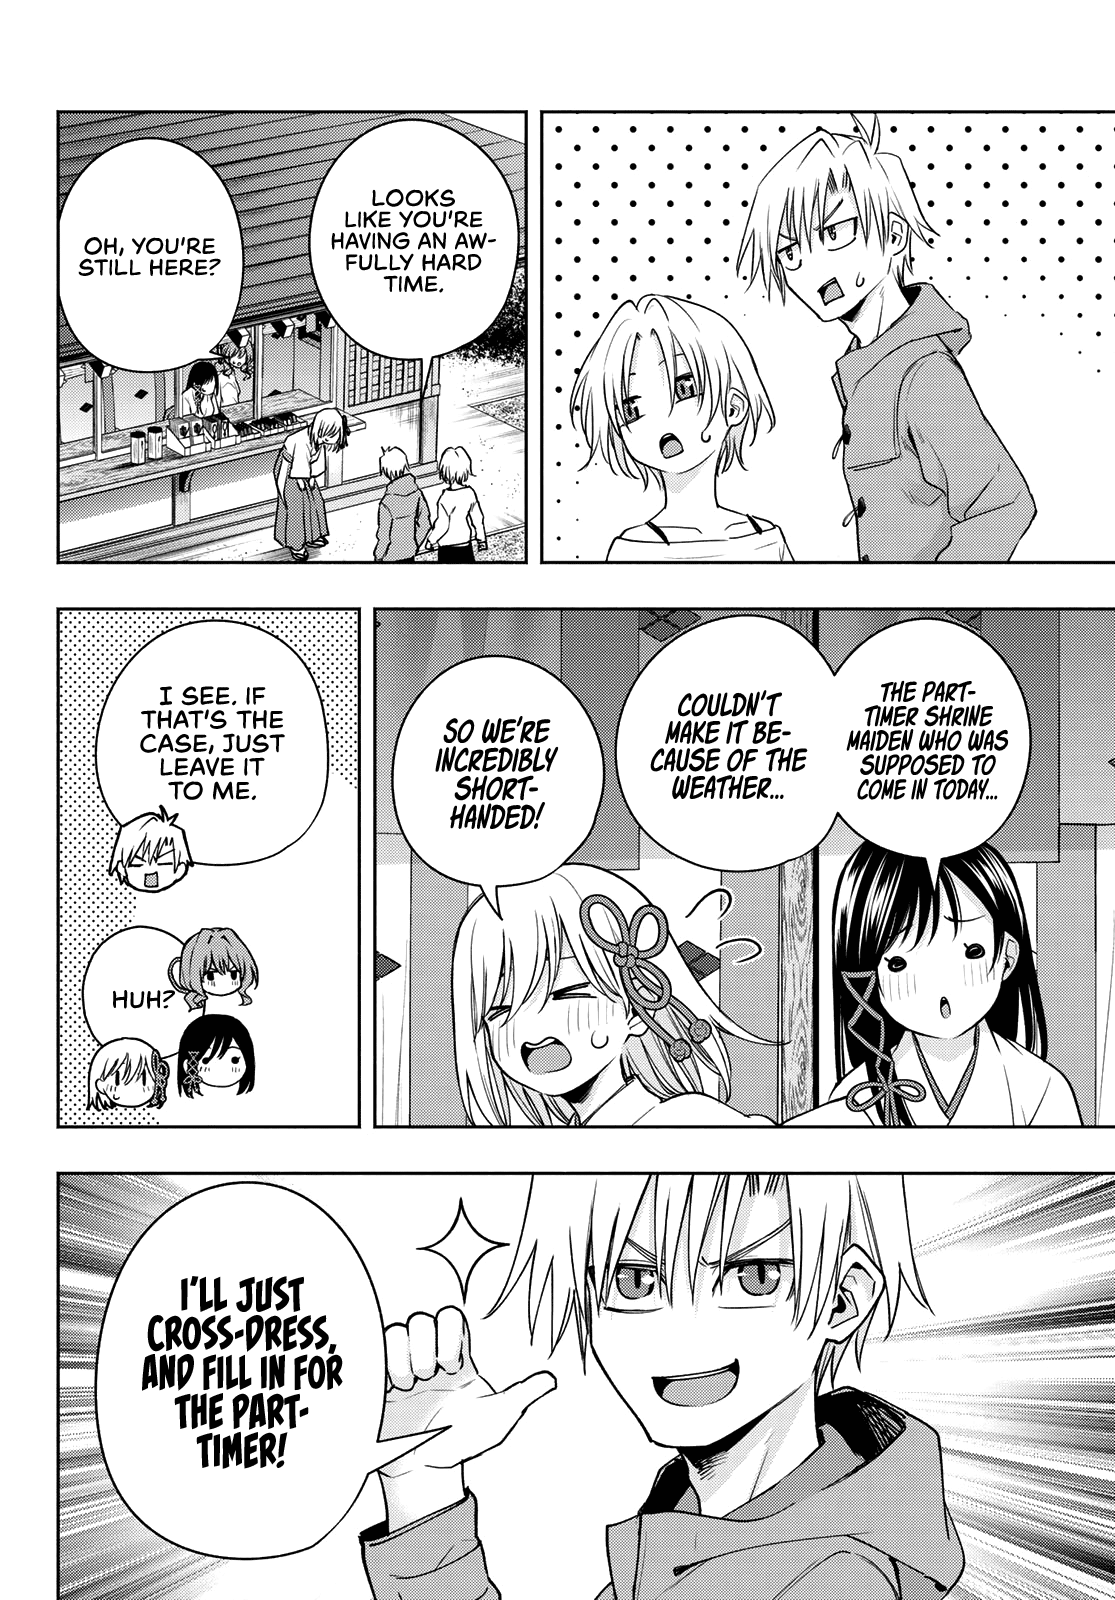 LOOKS
LIKE YOU'RE
HAVING AN AW-
FULLY HARD
TIME.
OH, YOU'RE
STILL HERE?
THE PART-
TIMER SHRINE
MAIDEN WHO WAS
SUPPOSED TO
COME IN TODAY...
COULDN'T
MAKE IT BE-
CAUSE OF THE
WEATHER...
SO WE'RE
INCREDIBLY
SHORT-
HANDED!
I SEE. IF
THAT'S THE
CASE, JUST
LEAVE IT
TO ME.
HUH?
I'LL JUST
CROSS-DRESS,
AND FILL IN FOR
THE PART-
TIMER!